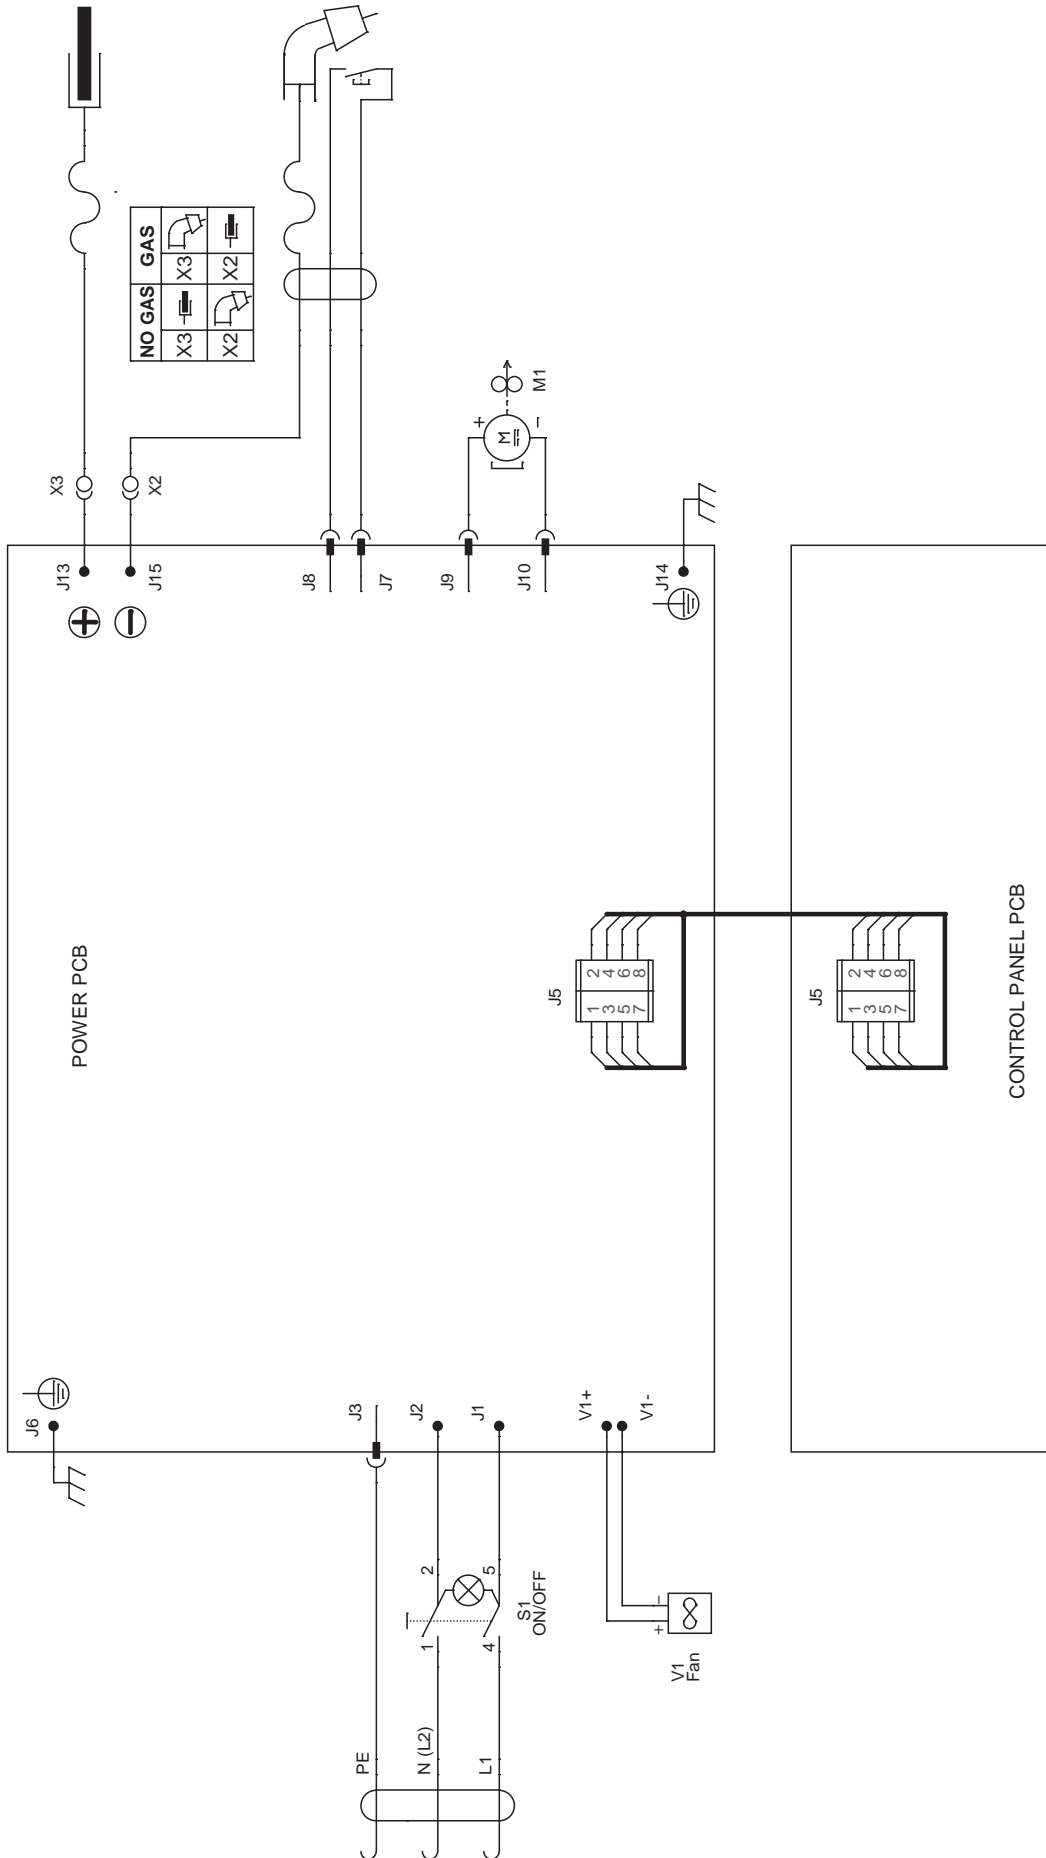 PE
N (L2)
L1
1
2
4
5
S1
ON/OFF
V1
Fan
+
-
J6
J3
J2
J1
V1+
V1-
POWER PCB
J5
1 2
3 4
5 6
7 8
J13
+
-
J15
J8
J7
J9
J10
J14
X3
X2
NO GAS GAS
X3 X3
X2 X2
+
M
-
M1
J5
1 2
3 4
5 6
7 8
CONTROL PANEL PCB